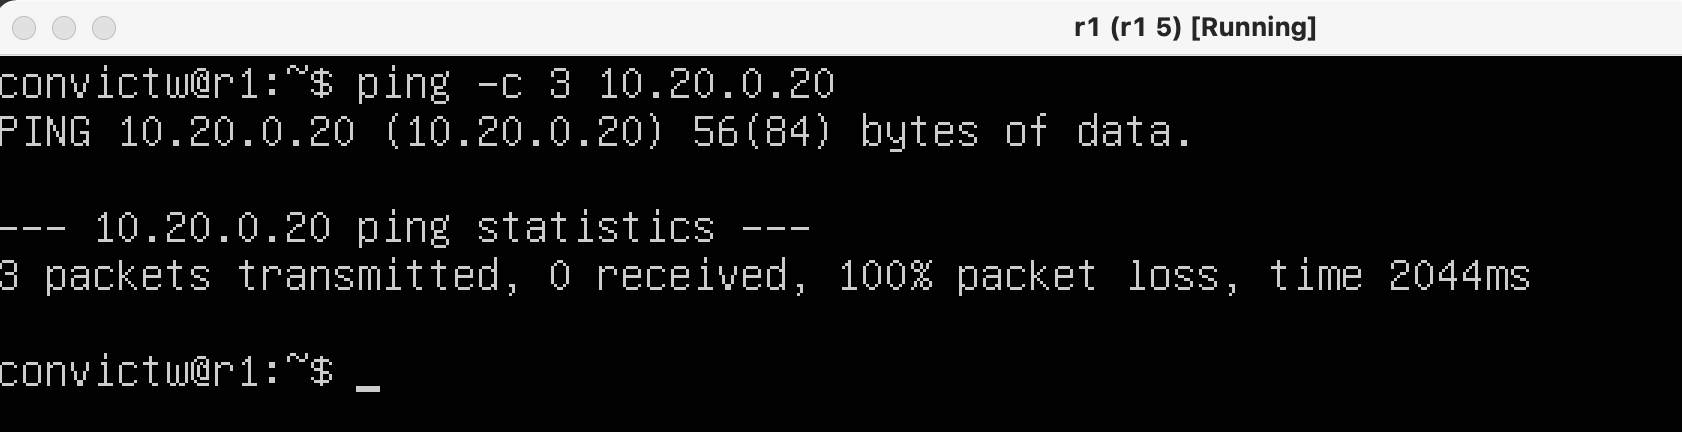 r1 (r1 5) [Running]
convictw@r1:~$ ping -c 3 10.20.0.20
PING 10.20.0.20 (10.20.0.20) 56(84) bytes of data.
--- 10.20.0.20 ping statistics ---
3 packets transmitted, 0 received, 100% packet loss, time 2044ms
convictw@r1:~$ _